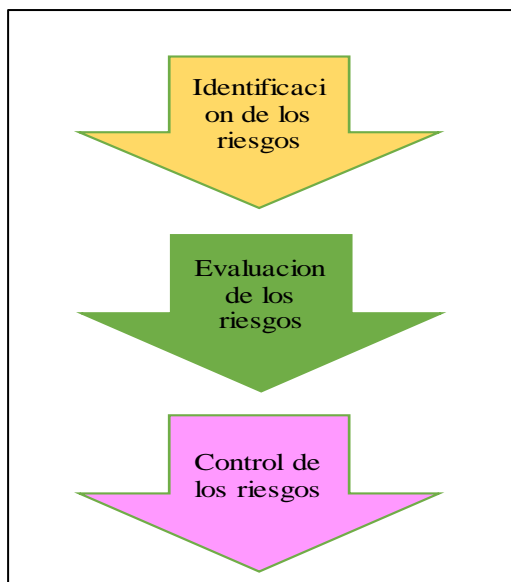 Identificaci
on de los
riesgos
Evaluacion
de los
riesgos
Control de
los riesgos